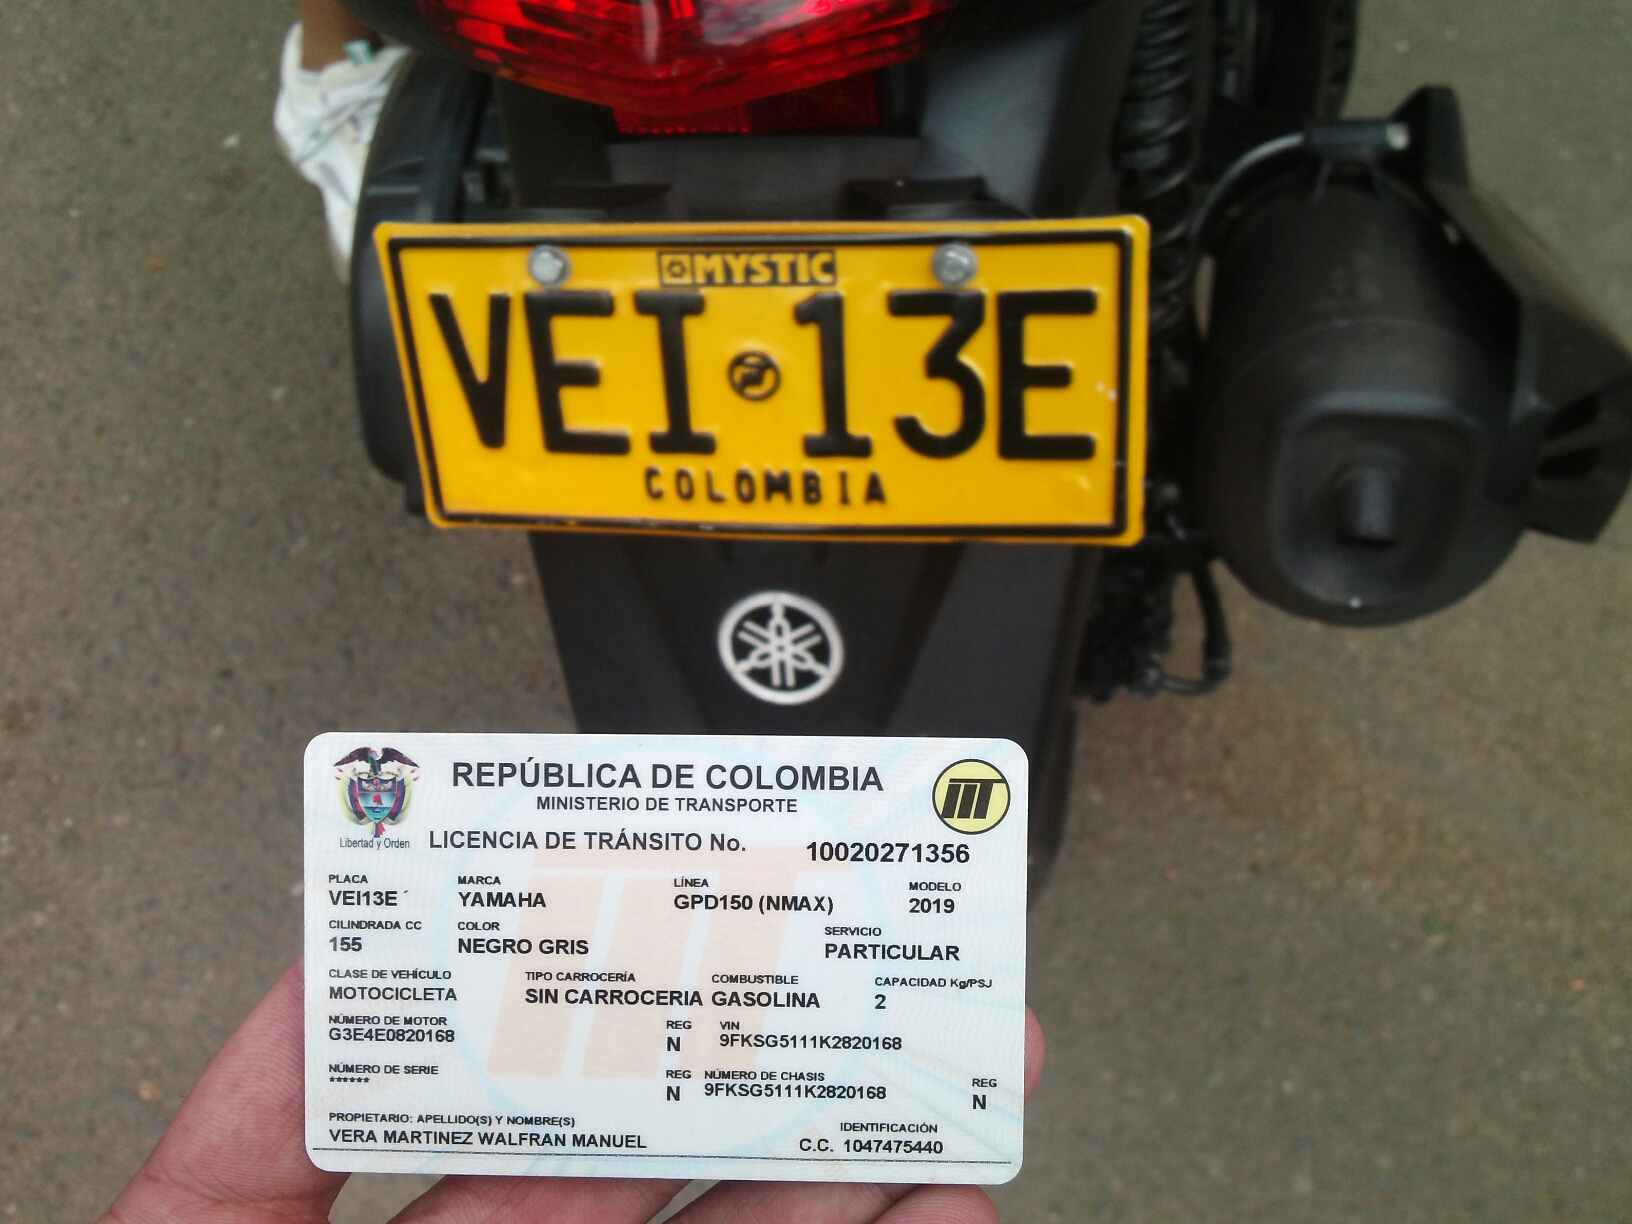 MYSTIC
VEI 13E
COLOMBIA
REPÚBLICA DE COLOMBIA
MINISTERIO DE TRANSPORTE
Libertad y Orden
LICENCIA DE TRÁNSITO No. 10020271356
PLACA MARCA LÍNEA MODELO
VEI13E YAMAHA GPD150 (NMAX) 2019
CILINDRADA CC COLOR SERVICIO
155 NEGRO GRIS PARTICULAR
CLASE DE VEHÍCULO TIPO CARROCERÍA COMBUSTIBLE CAPACIDAD Kg/PSJ
MOTOCICLETA SIN CARROCERIA GASOLINA 2
NÚMERO DE MOTOR REG VIN
G3E4E0820168 N 9FKSG5111K2820168
NÚMERO DE SERIE REG NÚMERO DE CHASIS REG
****** N 9FKSG5111K2820168 N
PROPIETARIO: APELLIDO(S) Y NOMBRE(S) IDENTIFICACIÓN
VERA MARTINEZ WALFRAN MANUEL C.C. 1047475440